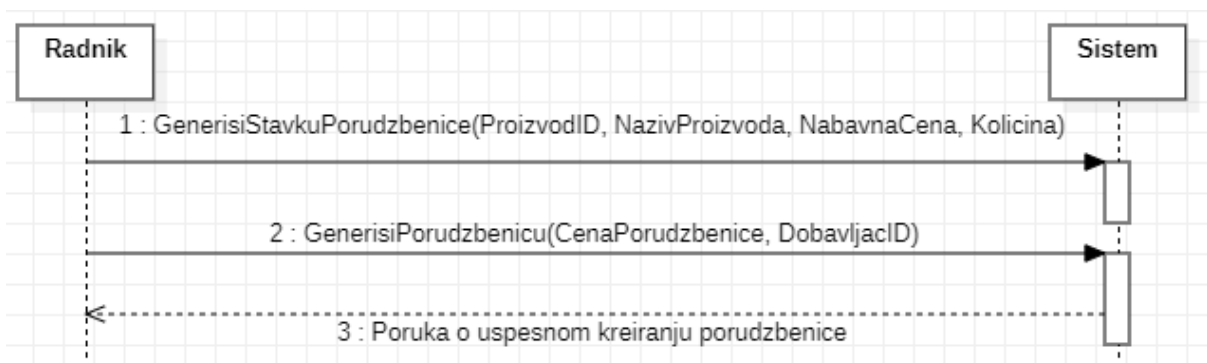 Radnik
Sistem
1 : GenerisiStavkuPorudzbenice(ProizvodID, NazivProizvoda, NabavnaCena, Kolicina)
2 : GenerisiPorudzbenicu(CenaPorudzbenice, DobavljacID)
3 : Poruka o uspesnom kreiranju porudzbenice